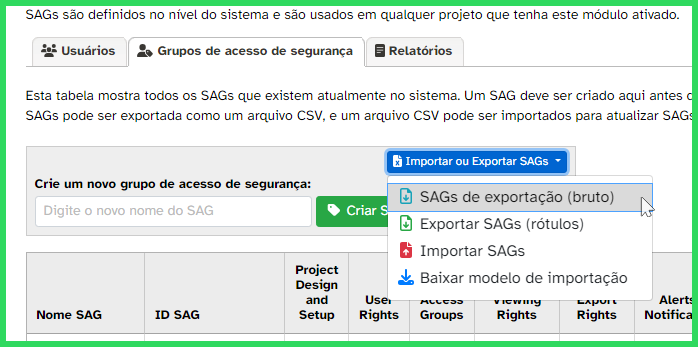 SAGs são definidos no nível do sistema e são usados em qualquer projeto que tenha este módulo ativado.
Usuários
Grupos de acesso de segurança
Relatórios
Esta tabela mostra todos os SAGs que existem atualmente no sistema. Um SAG deve ser criado aqui antes
SAGs pode ser exportada como um arquivo CSV, e um arquivo CSV pode ser importados para atualizar SAGs
Importar ou Exportar SAGs
Crie um novo grupo de acesso de segurança:
Digite o novo nome do SAG
Criar
SAGs de exportação (bruto)
Exportar SAGs (rótulos)
Importar SAGs
Baixar modelo de importação
Nome SAG
ID SAG
Project
Design
and
Setup
User
Rights
Access
Groups
Viewing
Rights
Export
Rights
Alerts